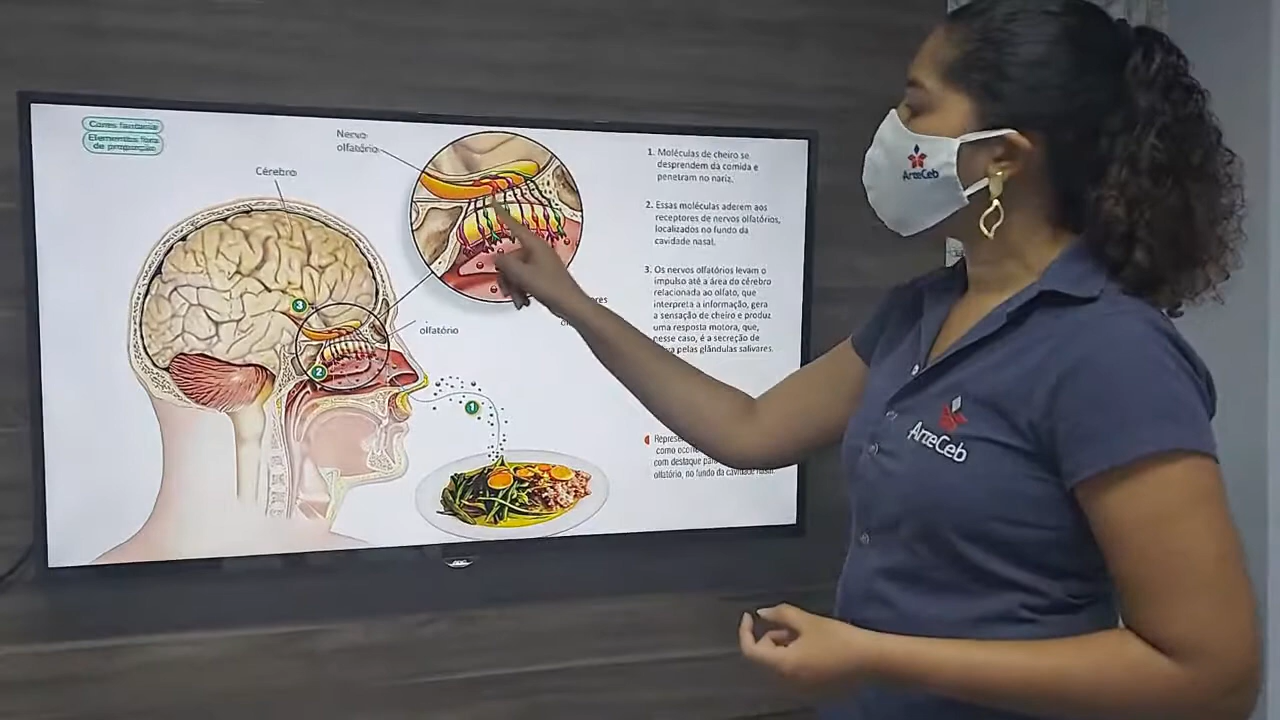 Cores fantasia
Elementos fora
de proporção
Nervo
olfatório
Cérebro
olfatório
1. Moléculas de cheiro se
desprendem da comida e
penetram no nariz.
2. Essas moléculas aderem aos
receptores de nervos olfatórios,
localizados no fundo da
cavidade nasal.
3. Os nervos olfatórios levam o
impulso até a área do cérebro
relacionada ao olfato, que
interpreta a informação, gera
a sensação de cheiro e produz
uma resposta motora, que,
nesse caso, é a secreção de
pelas glândulas salivares.
como
com destaque
olfatório, no fundo da cavidade nasal.
3
2
1
AOC
ArteCeb
ArteCeb